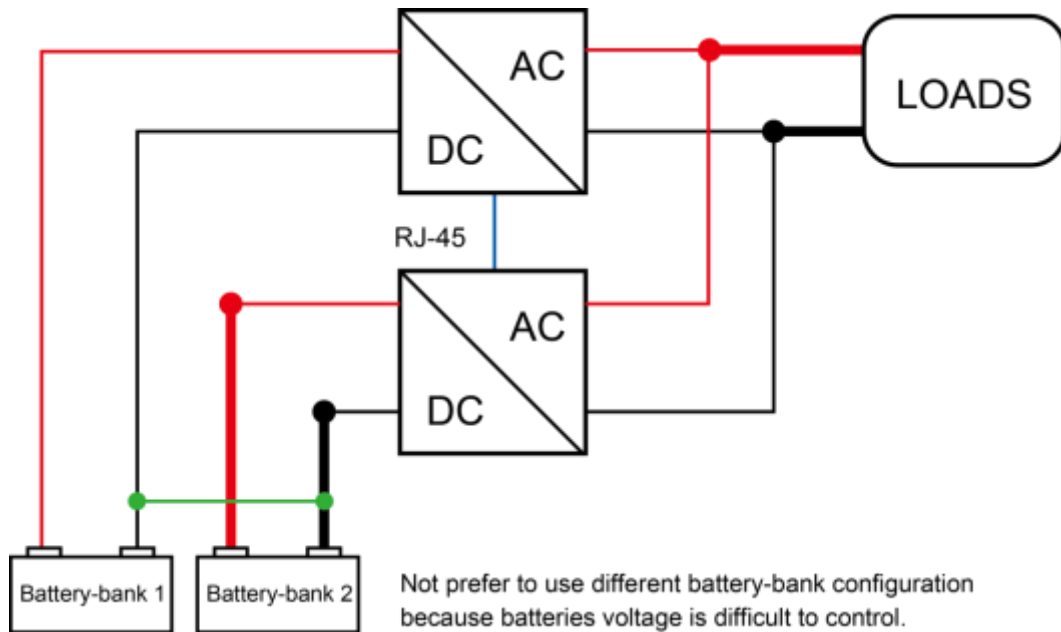 AC
DC
LOADS
RJ-45
AC
DC
Battery-bank 1
Battery-bank 2
Not prefer to use different battery-bank configuration
because batteries voltage is difficult to control.